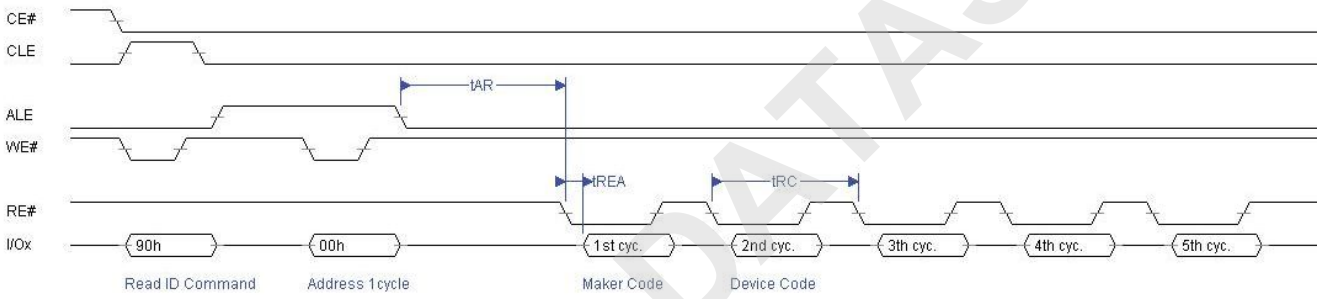 CE#
CLE
tAR
ALE
WE#
tREA
tRC
RE#
I/Ox
90h 00h 1st cyc. 2nd cyc. 3th cyc. 4th cyc. 5th cyc.
Read ID Command Address 1cycle Maker Code Device Code